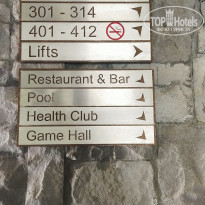 301 - 314
401 - 412
Lifts
Restaurant & Bar
Pool
Health Club
Game Hall
TOP HOTELS